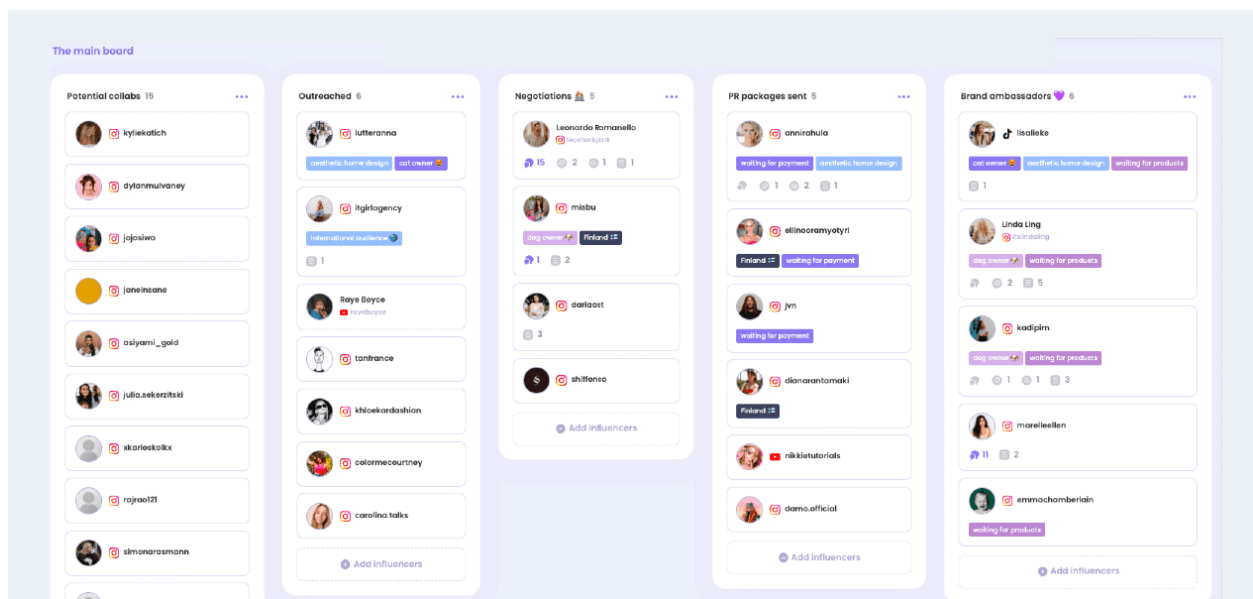 The main board
Potential collabs 15
kyliekatich
dylanmulvaney
jojosiwa
janeinsane
asiyami_gold
julia.sekerzitski
xkarleskolkx
rajrao121
simonarasmann
Outreached 6
lutteranna
aesthetic home design cat owner
itgirlagency
international audience
1
Raye Boyce
rayeboyce
tanfrance
khloekardashian
colormecourtney
carolina.talks
Add influencers
Negotiations 5
Leonardo Romanello
15 2 1 1
misbu
dog owner Finland
1 2
dariaast
3
shiffonco
Add influencers
PR packages sent 5
annirahula
waiting for payment aesthetic home design
1 2 1
ellinooramyotyri
Finland waiting for payment
jvn
waiting for payment
dianarantamaki
Finland
nikkietutorials
damo.official
Add influencers
Brand ambassadors 💜 6
lisalieke
cat owner aesthetic home design waiting for products
1
Linda Ling
itslindaling
dog owner waiting for products
2 5
kadipirn
dog owner waiting for products
1 1 3
marelleellen
11 2
emmachamberlain
waiting for products
Add influencers